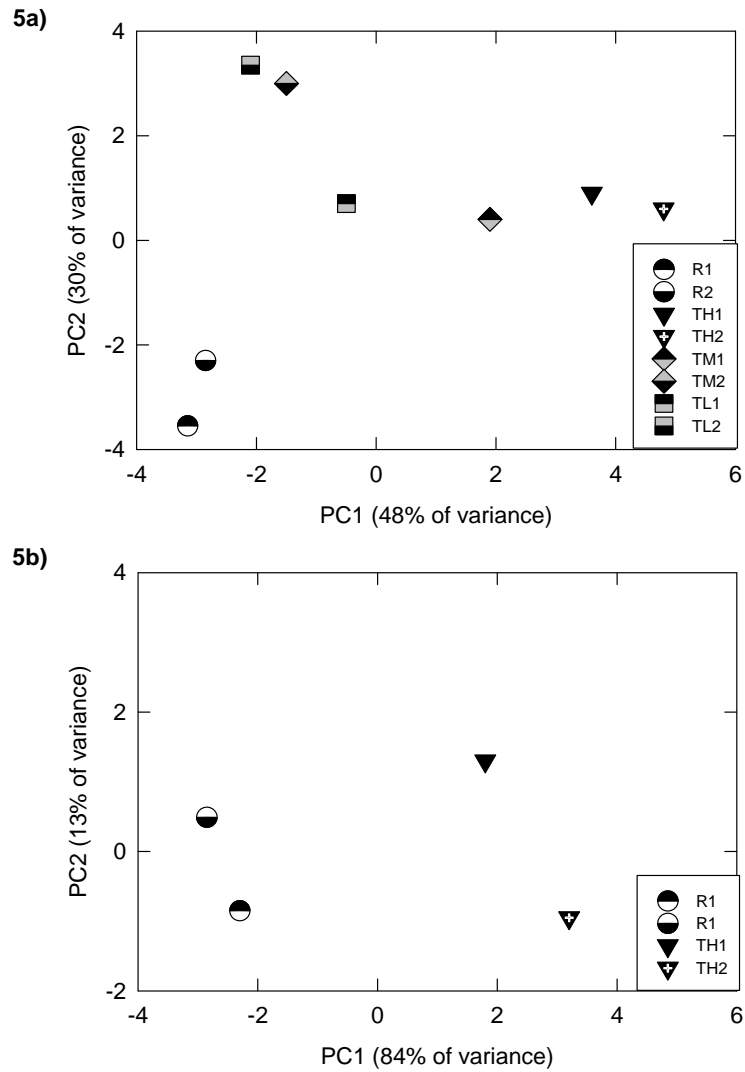 5a)
4
2
0
-2
-4
PC2 (30% of variance)
-4 -2 0 2 4 6
PC1 (48% of variance)
R1
R2
TH1
TH2
TM1
TM2
TL1
TL2
5b)
4
2
0
-2
PC2 (13% of variance)
-4 -2 0 2 4 6
PC1 (84% of variance)
R1
R1
TH1
TH2